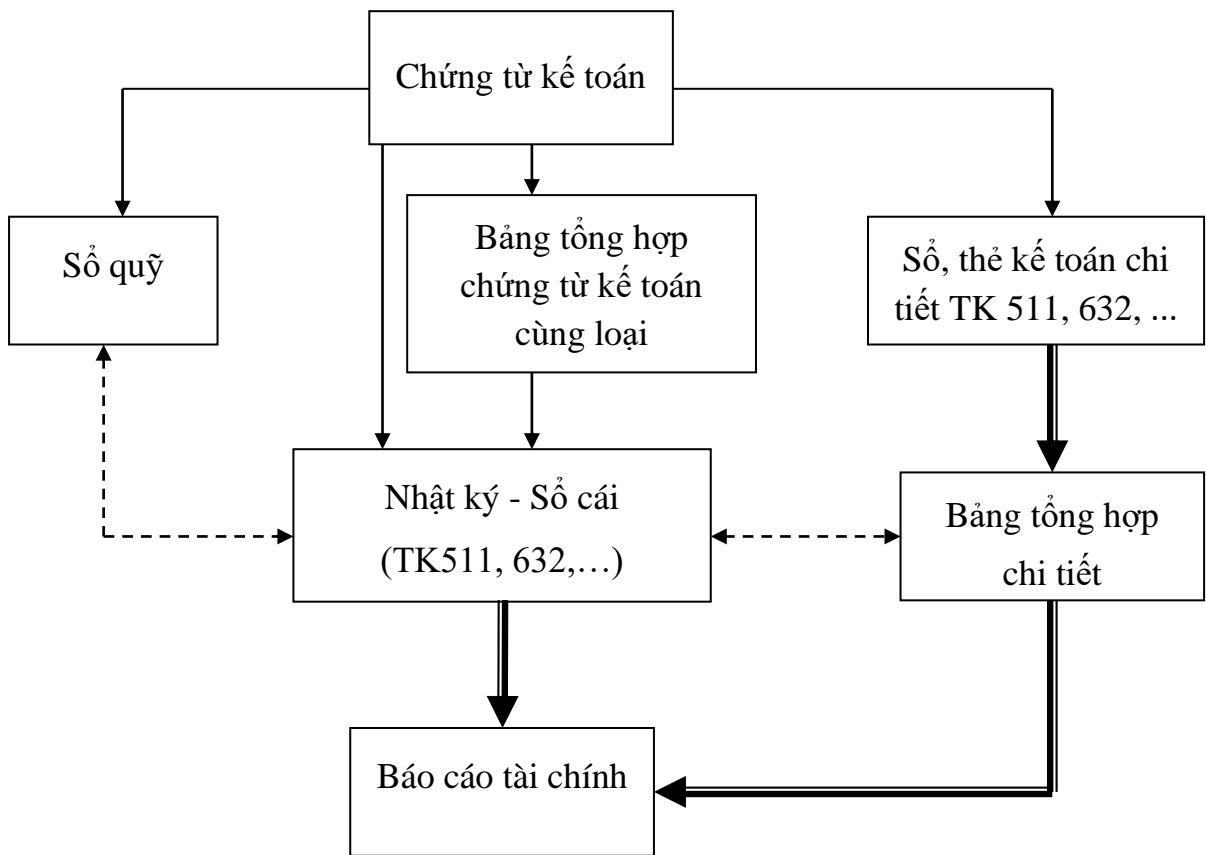 Chứng từ kế toán
Sổ quỹ
Bảng tổng hợp
chứng từ kế toán
cùng loại
Sổ, thẻ kế toán chi
tiết TK 511, 632, ...
Nhật ký - Sổ cái
(TK511, 632,…)
Bảng tổng hợp
chi tiết
Báo cáo tài chính